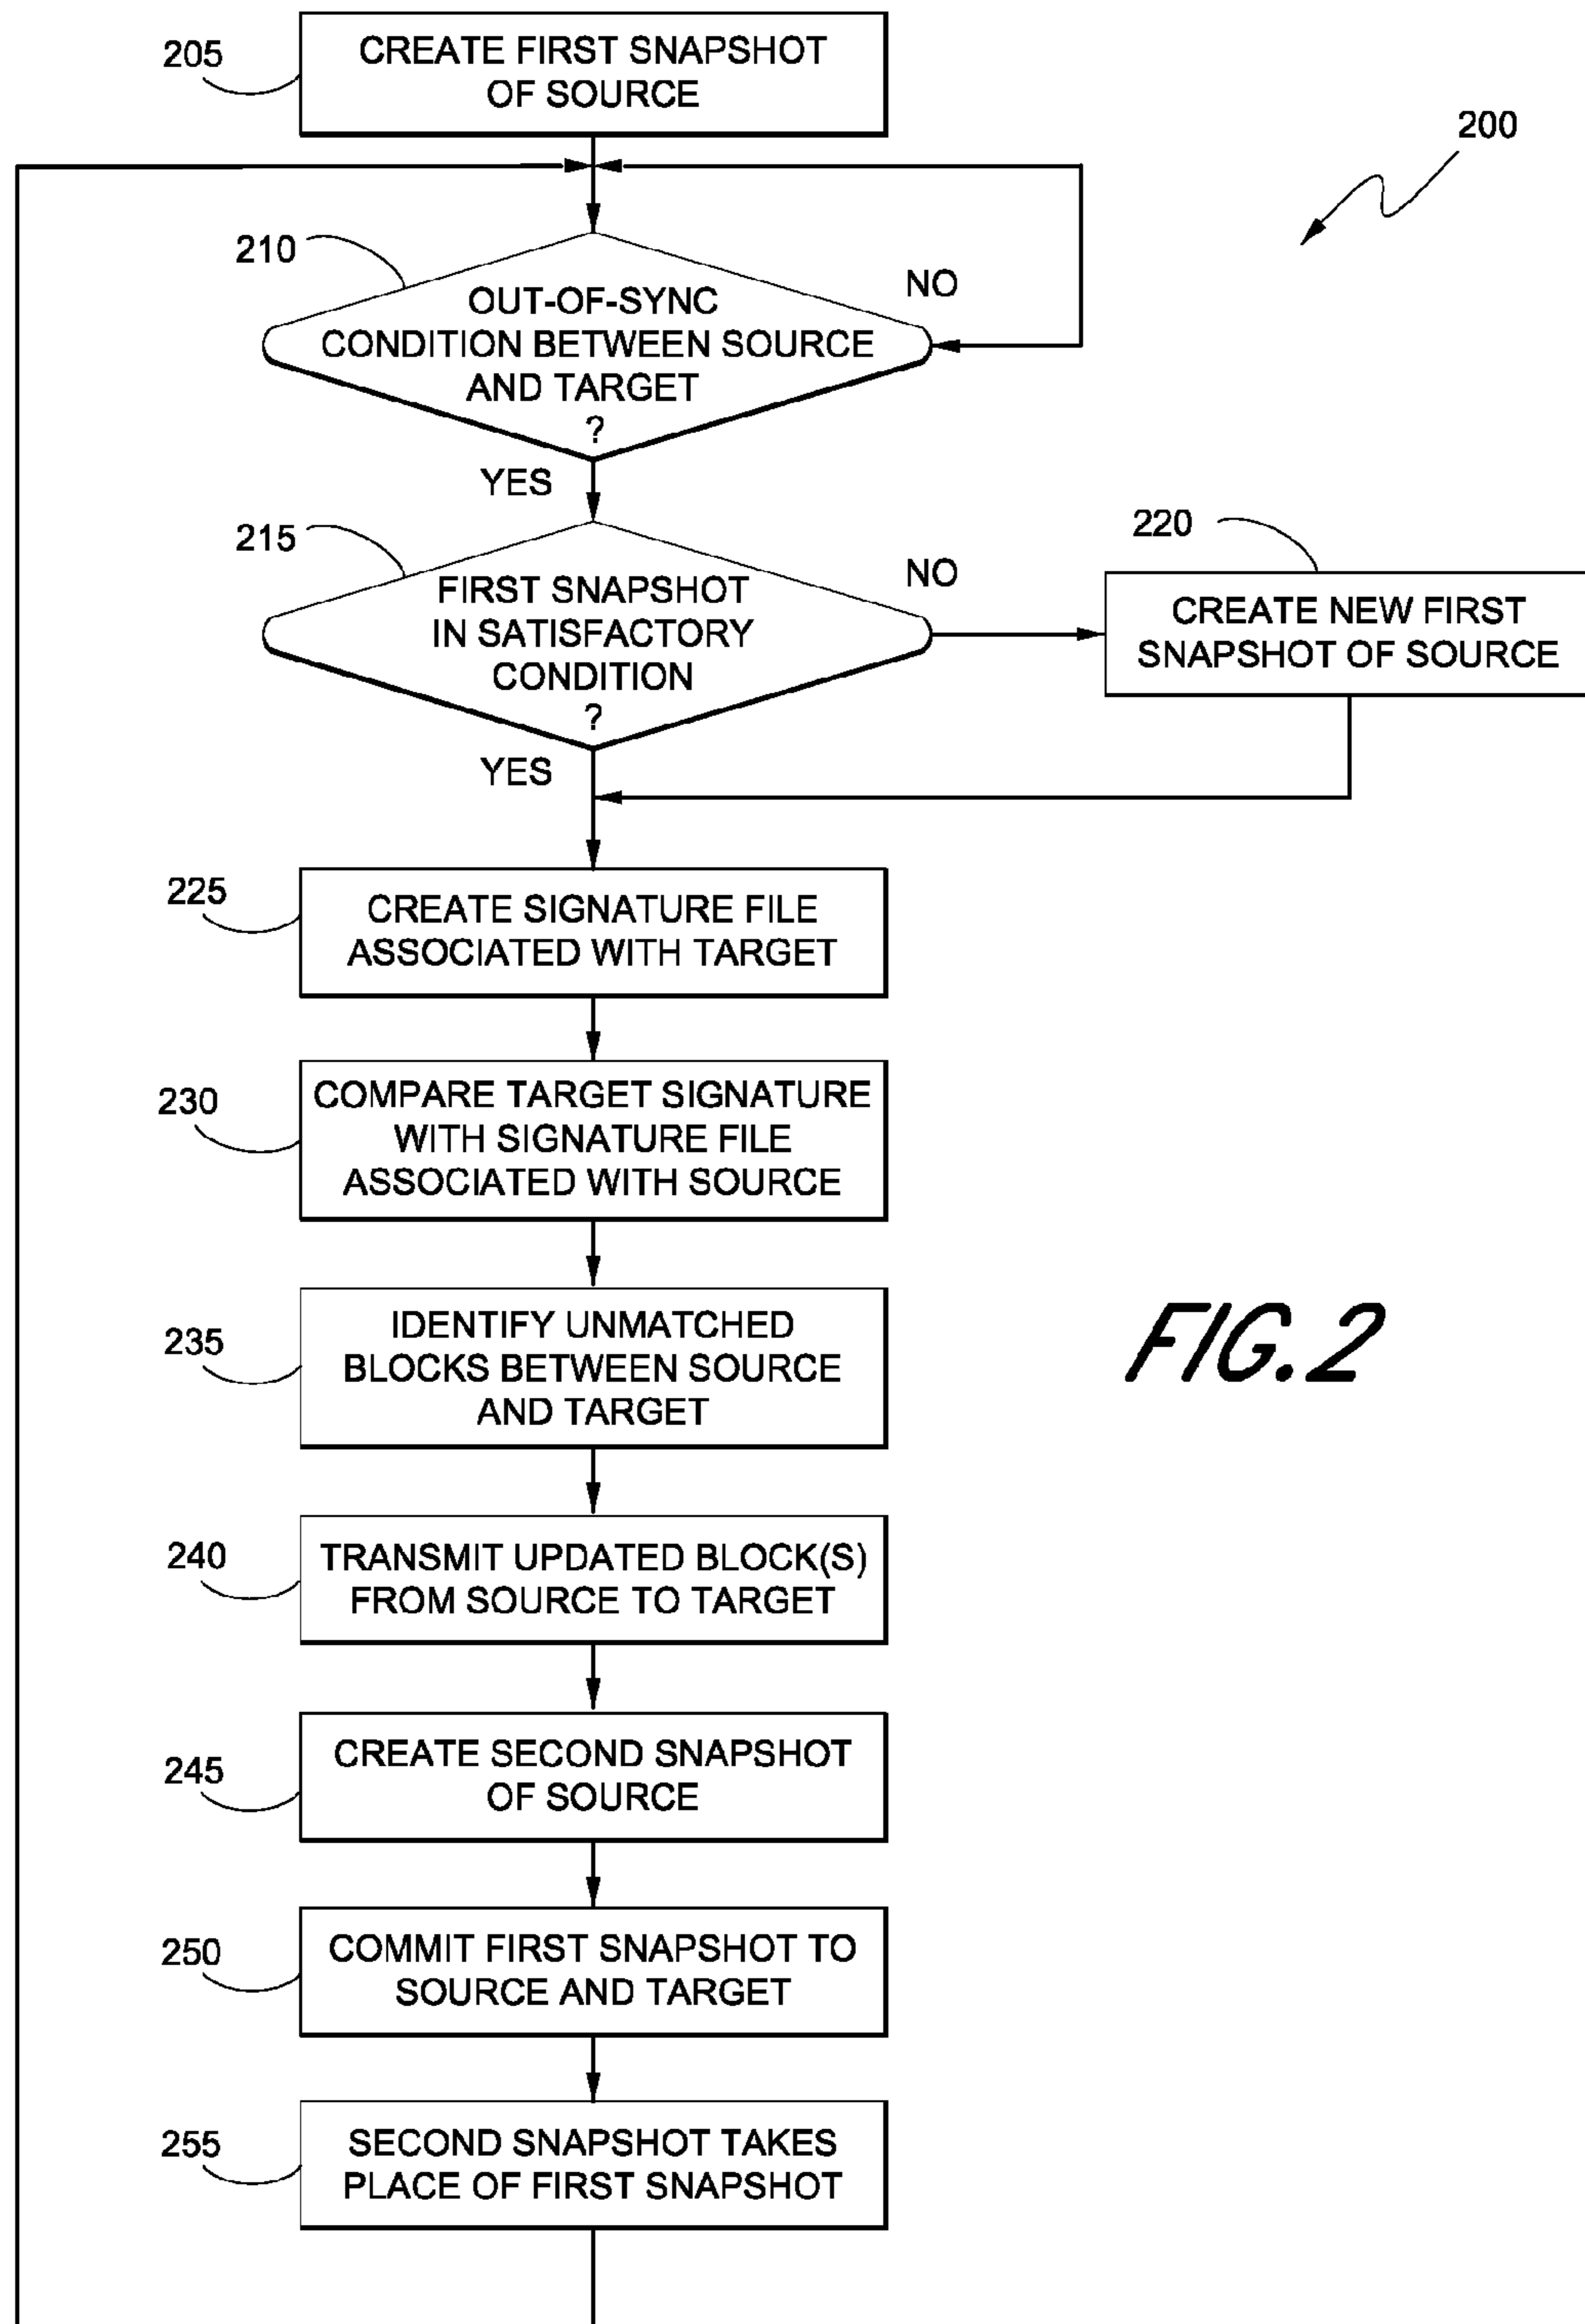 205
CREATE FIRST SNAPSHOT
OF SOURCE
200
210
OUT-OF-SYNC
CONDITION BETWEEN SOURCE
AND TARGET
?
NO
YES
215
FIRST SNAPSHOT
IN SATISFACTORY
CONDITION
?
NO
220
CREATE NEW FIRST
SNAPSHOT OF SOURCE
YES
225
CREATE SIGNATURE FILE
ASSOCIATED WITH TARGET
230
COMPARE TARGET SIGNATURE
WITH SIGNATURE FILE
ASSOCIATED WITH SOURCE
235
IDENTIFY UNMATCHED
BLOCKS BETWEEN SOURCE
AND TARGET
FIG.2
240
TRANSMIT UPDATED BLOCK(S)
FROM SOURCE TO TARGET
245
CREATE SECOND SNAPSHOT
OF SOURCE
250
COMMIT FIRST SNAPSHOT TO
SOURCE AND TARGET
255
SECOND SNAPSHOT TAKES
PLACE OF FIRST SNAPSHOT